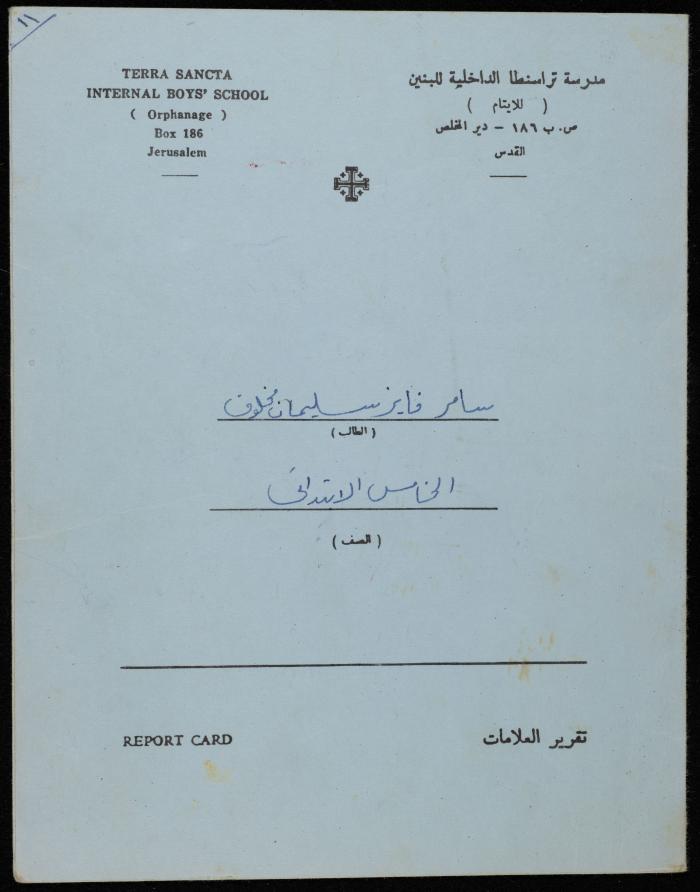 ١١
TERRA SANCTA
INTERNAL BOYS' SCHOOL
( Orphanage )
Box 186
Jerusalem
مدرسة تراسنطا الداخلية للبنين
( للايتام )
ص. ب ١٨٦ - دير المخلص
القدس
سامر فايز سليمان مخلوف
( الطالب )
الخامس الابتدائي
( الصف )
REPORT CARD
تقرير العلامات